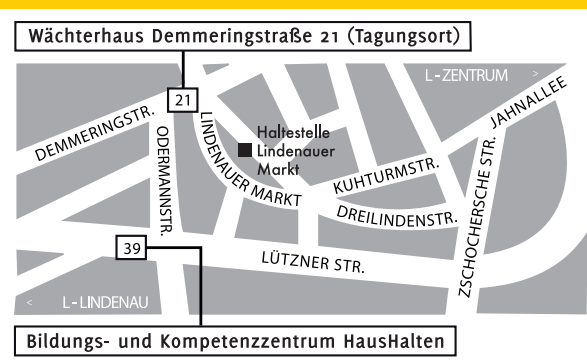 Wächterhaus Demmeringstraße 21 (Tagungsort)
L-ZENTRUM >
21
JAHNALLEE
DEMMERINGSTR.
ODERMANNSTR.
LINDENAUER MARKT
Haltestelle
Lindenauer
Markt
KUHTURMSTR.
DREILINDENSTR.
ZSCHOCHERSCHE STR.
39
LÜTZNER STR.
< L-LINDENAU
Bildungs- und Kompetenzzentrum HausHalten